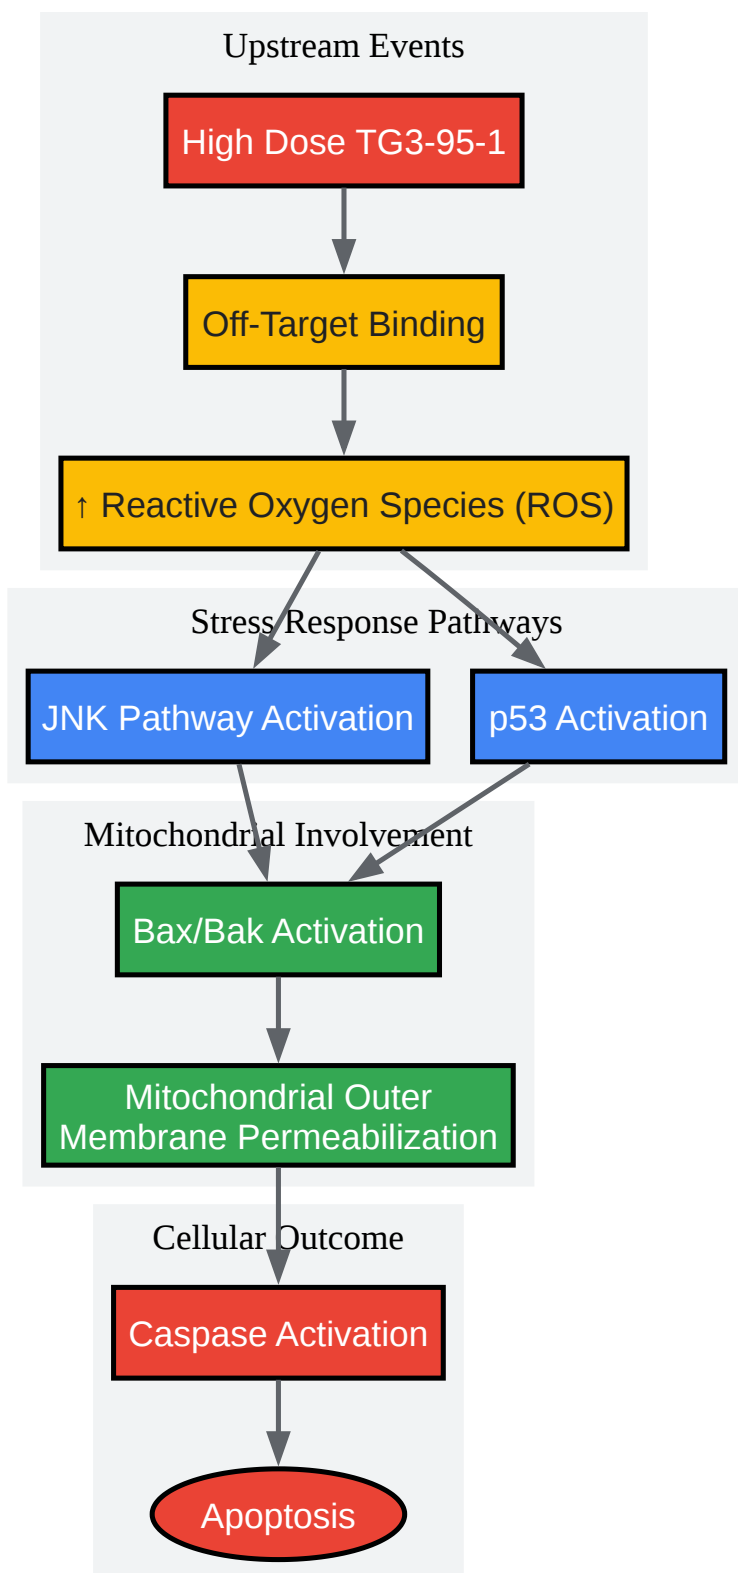 Upstream Events
High Dose TG3-95-1
Off-Target Binding
↑ Reactive Oxygen Species (ROS)
Stress Response Pathways
JNK Pathway Activation
p53 Activation
Mitochondrial Involvement
Bax/Bak Activation
Mitochondrial Outer
Membrane Permeabilization
Cellular Outcome
Caspase Activation
Apoptosis